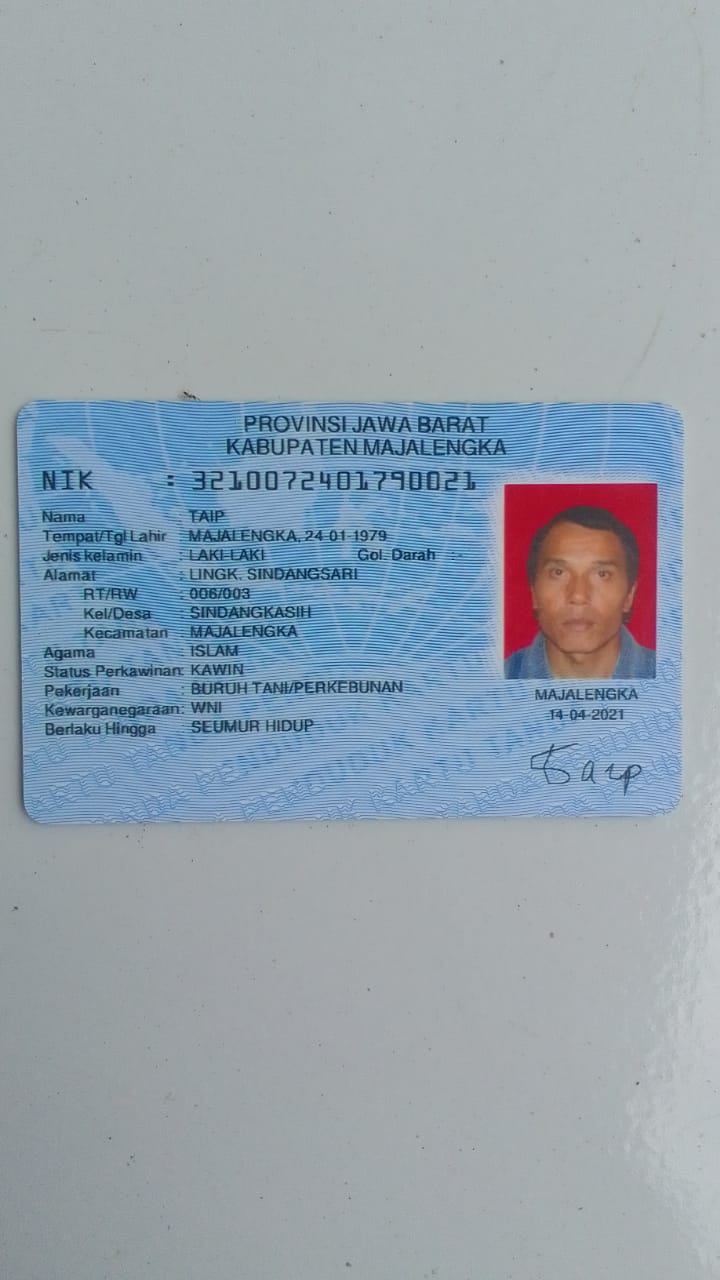 PROVINSI JAWA BARAT
KABUPATEN MAJALENGKA
NIK : 3210072401790021
Nama : TAIP
Tempat/Tgl Lahir : MAJALENGKA, 24-01-1979
Jenis kelamin : LAKI-LAKI Gol. Darah : -
Alamat : LINGK. SINDANGSARI
RT/RW : 006/003
Kel/Desa : SINDANGKASIH
Kecamatan : MAJALENGKA
Agama : ISLAM
Status Perkawinan: KAWIN
Pekerjaan : BURUH TANI/PERKEBUNAN
Kewarganegaraan: WNI
Berlaku Hingga : SEUMUR HIDUP
MAJALENGKA
14-04-2021